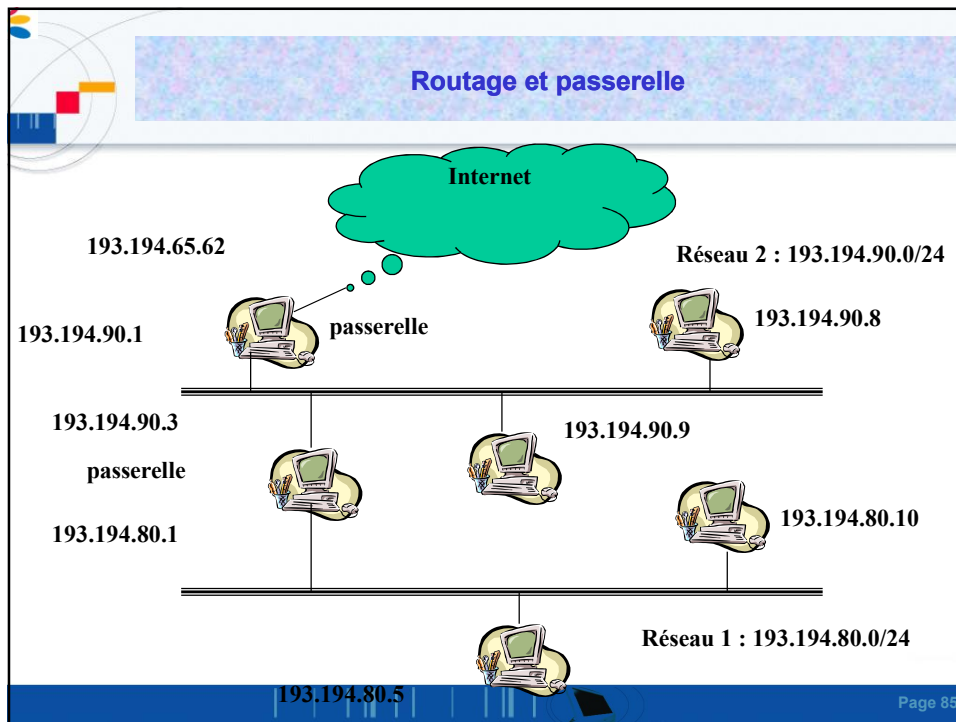 Routage et passerelle
Internet
193.194.65.62
Réseau 2 : 193.194.90.0/24
193.194.90.1
passerelle
193.194.90.8
193.194.90.3
193.194.90.9
passerelle
193.194.80.10
193.194.80.1
Réseau 1 : 193.194.80.0/24
193.194.80.5
Page 85